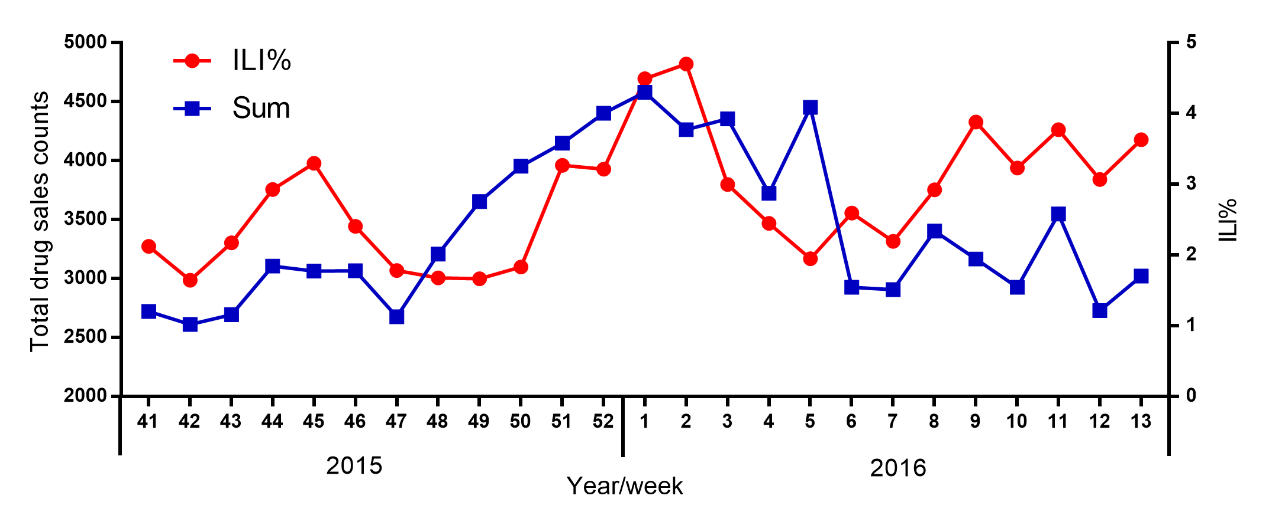 ILI%
Sum
Total drug sales counts
5000
4500
4000
3500
3000
2500
2000
5
4
3
2
1
0
ILI%
41 42 43 44 45 46 47 48 49 50 51 52 1 2 3 4 5 6 7 8 9 10 11 12 13
2015 2016
Year/week